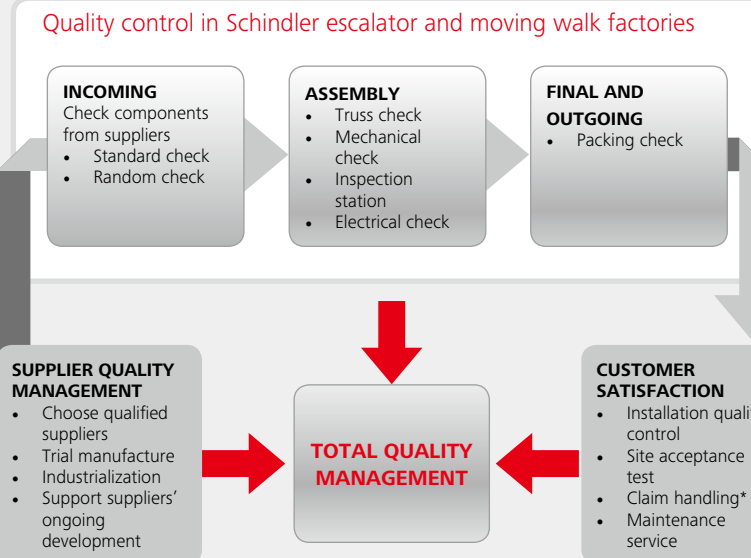 Quality control in Schindler escalator and moving walk factories
INCOMING
Check components
from suppliers
• Standard check
• Random check
ASSEMBLY
• Truss check
• Mechanical
check
• Inspection
station
• Electrical check
FINAL AND
OUTGOING
• Packing check
SUPPLIER QUALITY
MANAGEMENT
• Choose qualified
suppliers
• Trial manufacture
• Industrialization
• Support suppliers’
ongoing
development
TOTAL QUALITY
MANAGEMENT
CUSTOMER
SATISFACTION
• Installation
control
• Site acceptance
test
• Claim handling*
• Maintenance
service